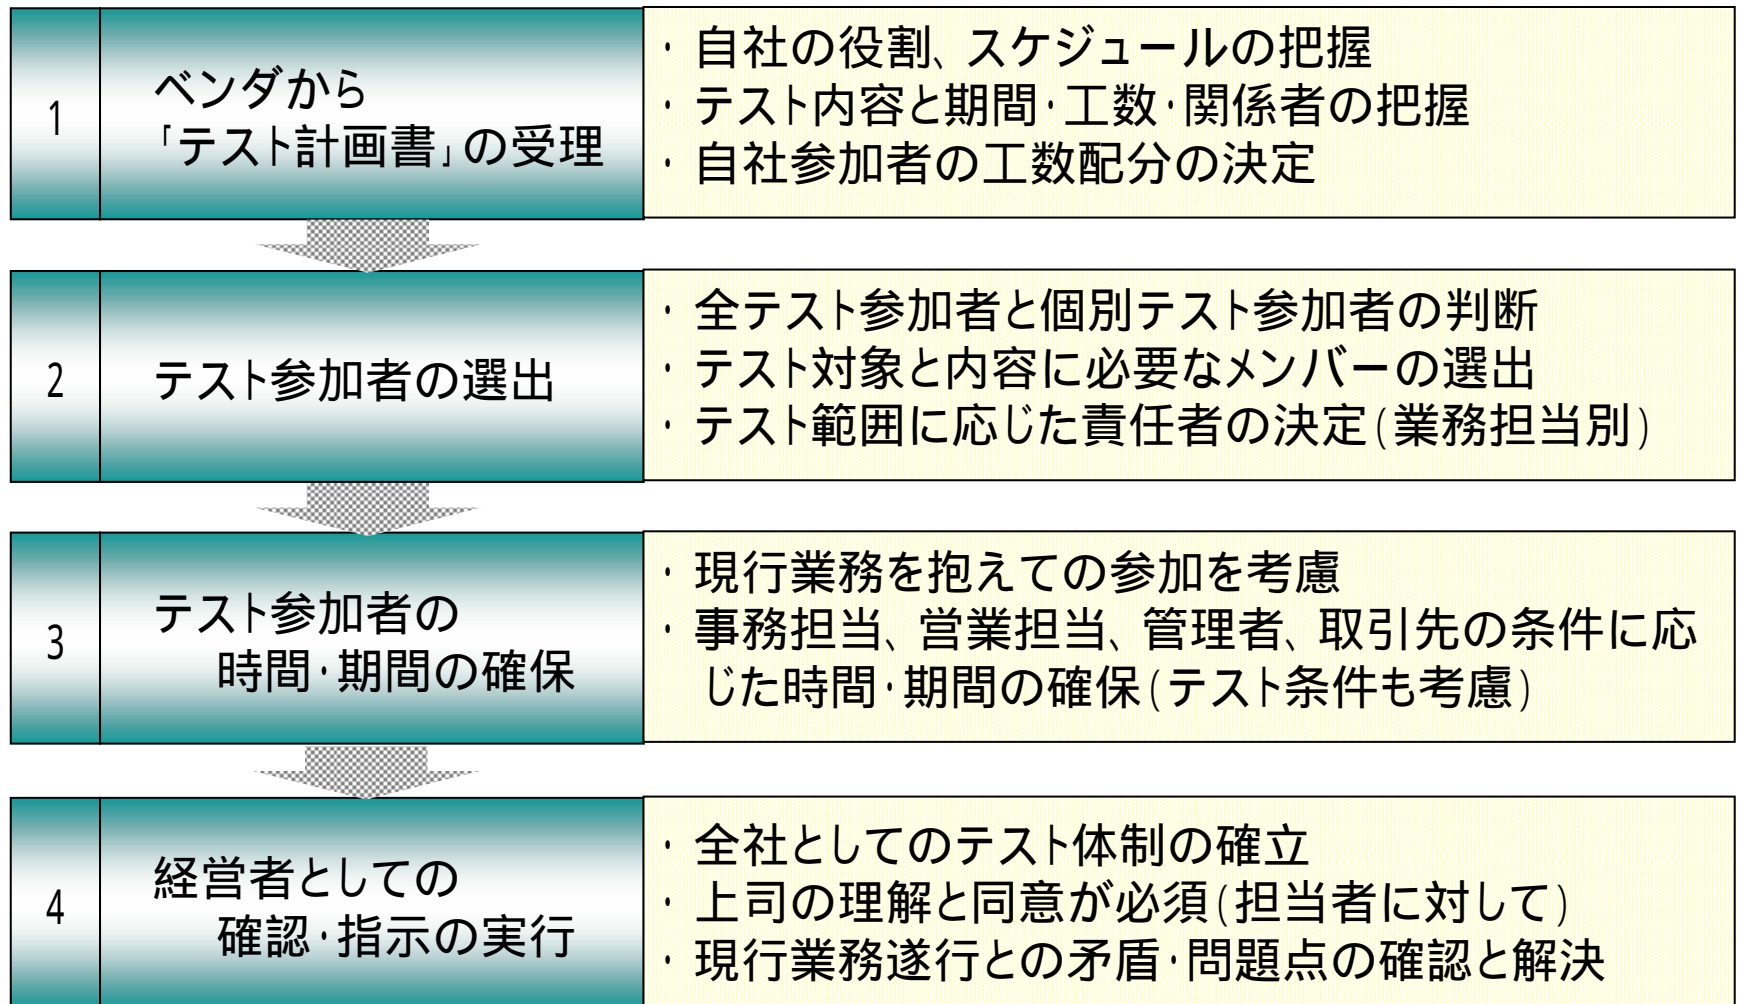 1
ベンダから
「テスト計画書」の受理
・自社の役割、スケジュールの把握
・テスト内容と期間・工数・関係者の把握
・自社参加者の工数配分の決定
2
テスト参加者の選出
・全テスト参加者と個別テスト参加者の判断
・テスト対象と内容に必要なメンバーの選出
・テスト範囲に応じた責任者の決定(業務担当別)
3
テスト参加者の
時間・期間の確保
・現行業務を抱えての参加を考慮
・事務担当、営業担当、管理者、取引先の条件に応
じた時間・期間の確保(テスト条件も考慮)
4
経営者としての
確認・指示の実行
・全社としてのテスト体制の確立
・上司の理解と同意が必須(担当者に対して)
・現行業務遂行との矛盾・問題点の確認と解決